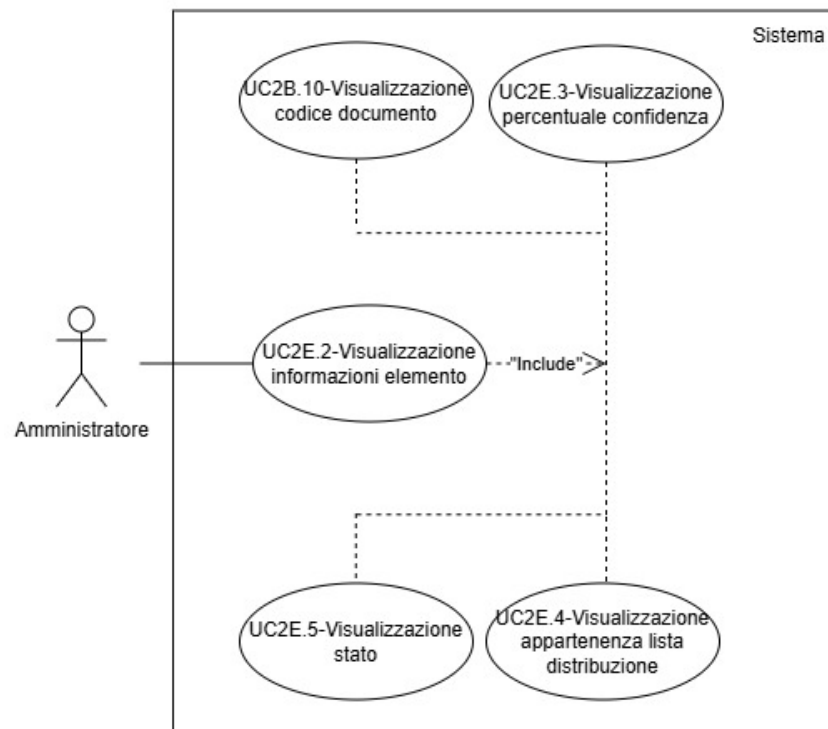 Sistema
UC2B.10-Visualizzazione
codice documento
UC2E.3-Visualizzazione
percentuale confidenza
UC2E.2-Visualizzazione
informazioni elemento
"Include"
Amministratore
UC2E.5-Visualizzazione
stato
UC2E.4-Visualizzazione
appartenenza lista
distribuzione